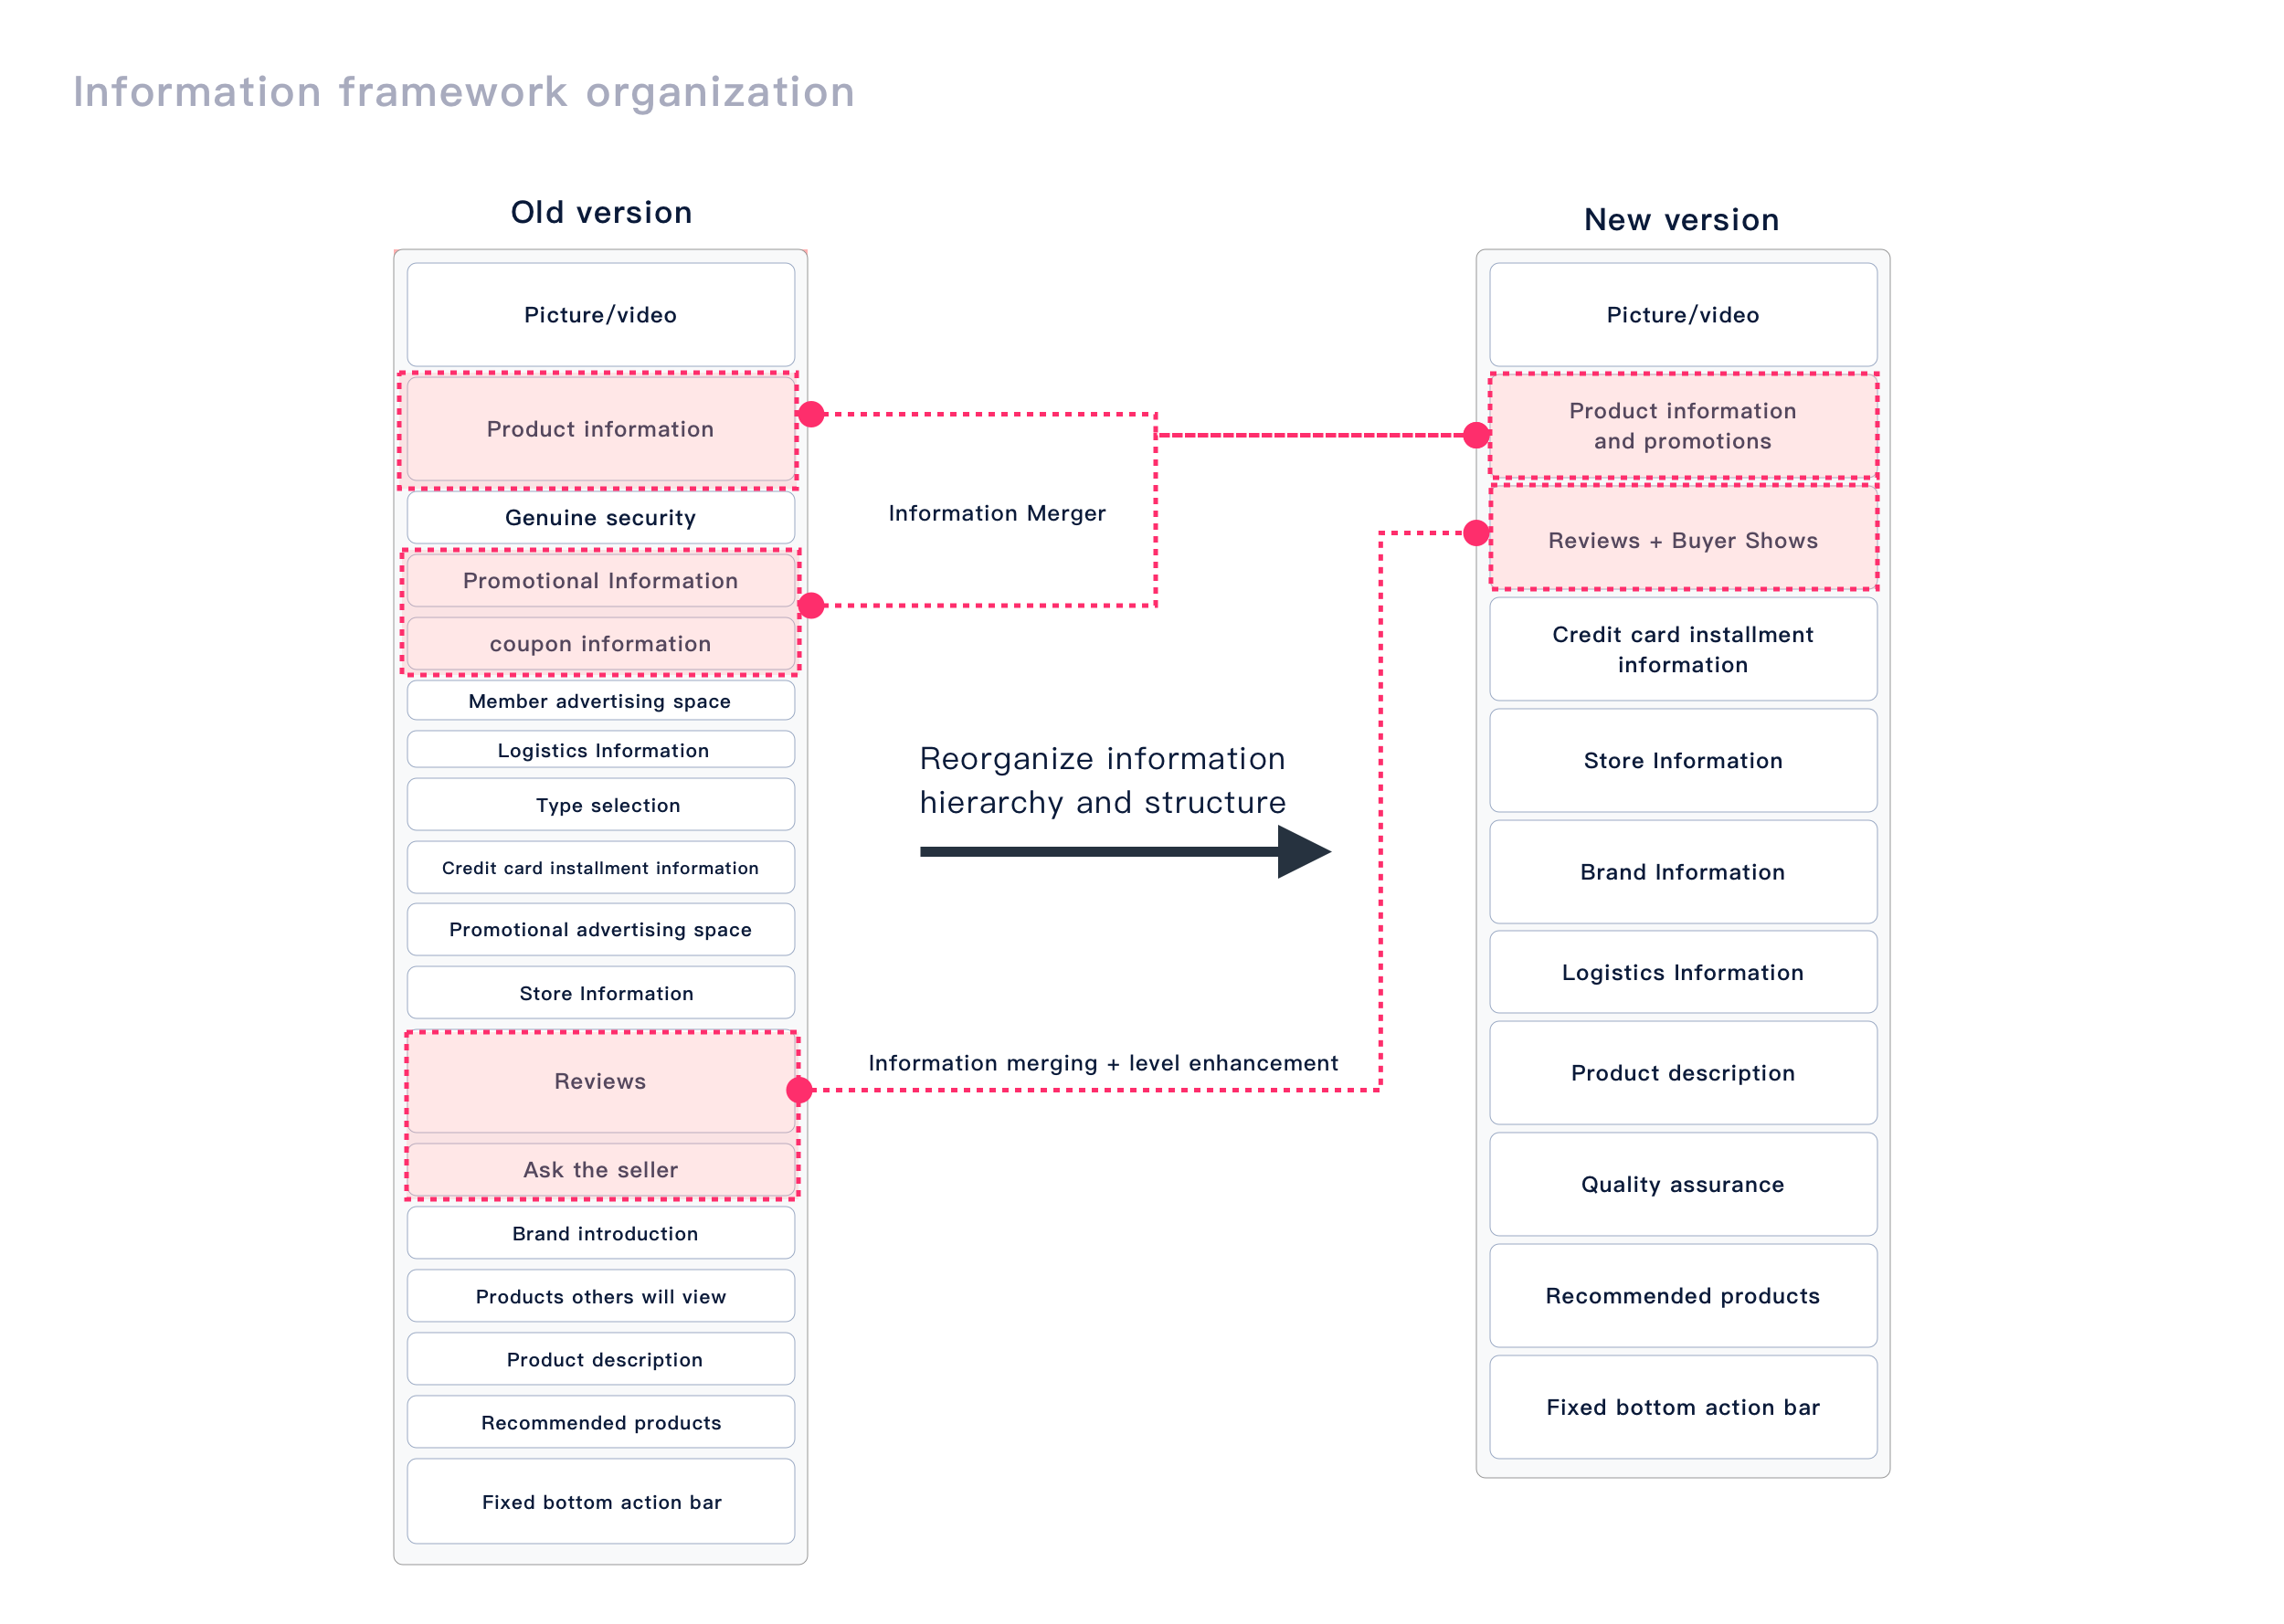 Information framework organization
Old version
Picture/video
Product information
Genuine security
Promotional Information
coupon information
Member advertising space
Logistics Information
Type selection
Credit card installment information
Promotional advertising space
Store Information
Reviews
Ask the seller
Brand introduction
Products others will view
Product description
Recommended products
Fixed bottom action bar
Information Merger
Reorganize information
hierarchy and structure
Information merging + level enhancement
New version
Picture/video
Product information
and promotions
Reviews + Buyer Shows
Credit card installment
information
Store Information
Brand Information
Logistics Information
Product description
Quality assurance
Recommended products
Fixed bottom action bar